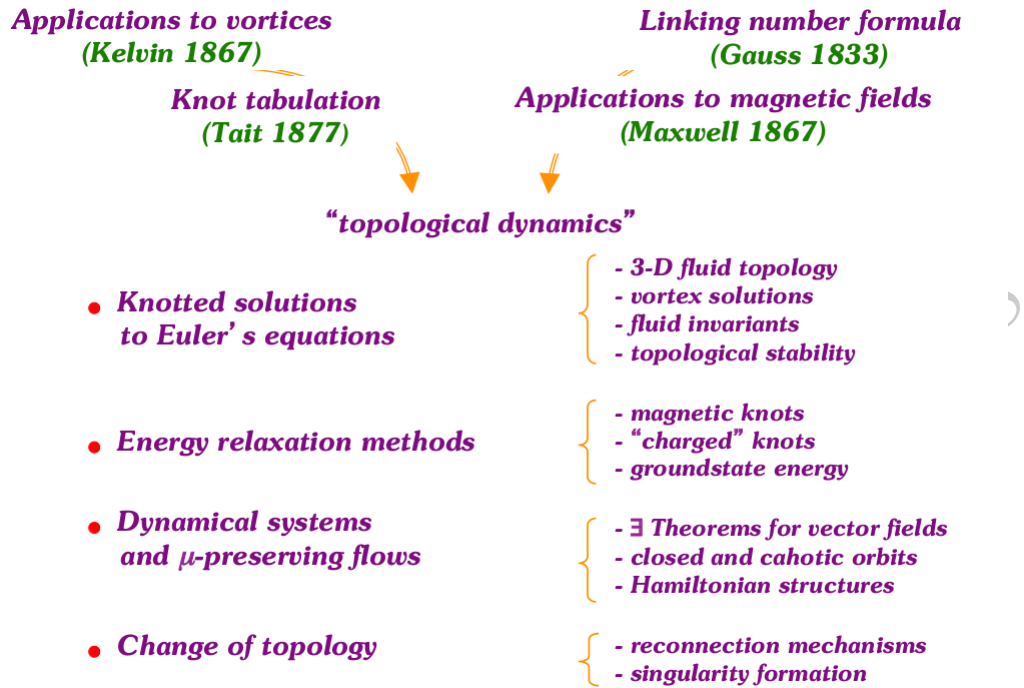 Applications to vortices
(Kelvin 1867)
Linking number formula
(Gauss 1833)
Knot tabulation
(Tait 1877)
Applications to magnetic fields
(Maxwell 1867)
“topological dynamics”
• Knotted solutions
to Euler’s equations
- 3-D fluid topology
- vortex solutions
- fluid invariants
- topological stability
• Energy relaxation methods
- magnetic knots
- “charged” knots
- groundstate energy
• Dynamical systems
and μ-preserving flows
- ∃ Theorems for vector fields
- closed and cahotic orbits
- Hamiltonian structures
• Change of topology
- reconnection mechanisms
- singularity formation